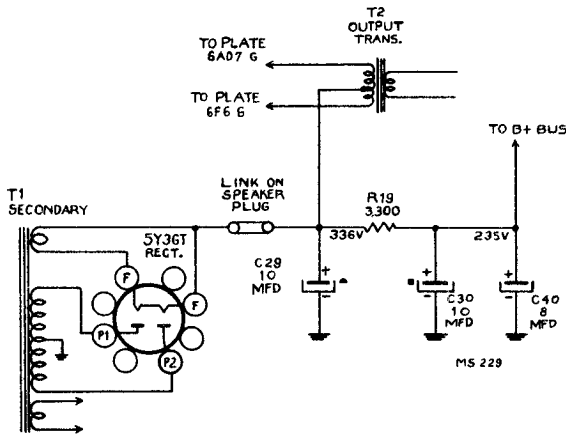 T2
OUTPUT
TRANS.
TO PLATE
6AD7 G
TO PLATE
6F6 G
TO B+ BUS
LINK ON
SPEAKER
PLUG
R19
3,300
T1
SECONDARY
5Y3GT
RECT.
336V
235V
F
F
C29
10
MFD
+
-
+
-
C30
10
MFD
+
-
C40
8
MFD
P1
P2
MS 229